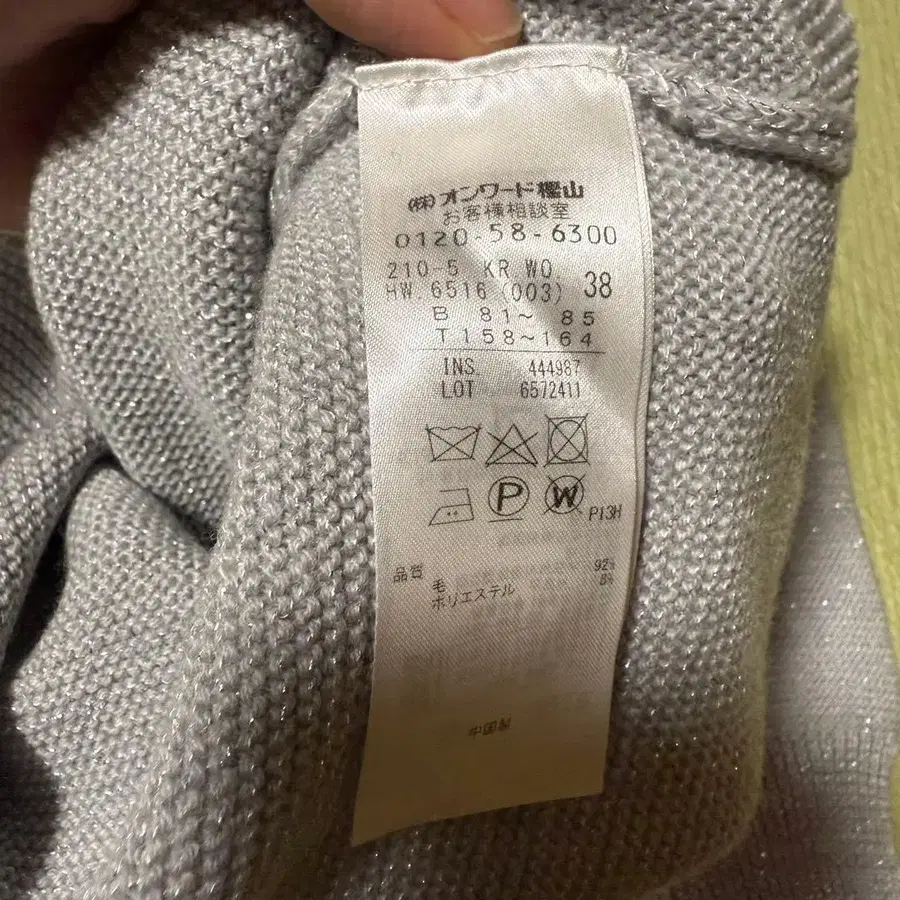 (株)オンワード樫山
お客様相談室
0120-58-6300
210-5 KR WO
HW 6516 (003) 38
B 81～ 85
T 158～164
INS. 444987
LOT 6572411
P
W
P13H
品質
毛 92%
ポリエステル 8%
中国製